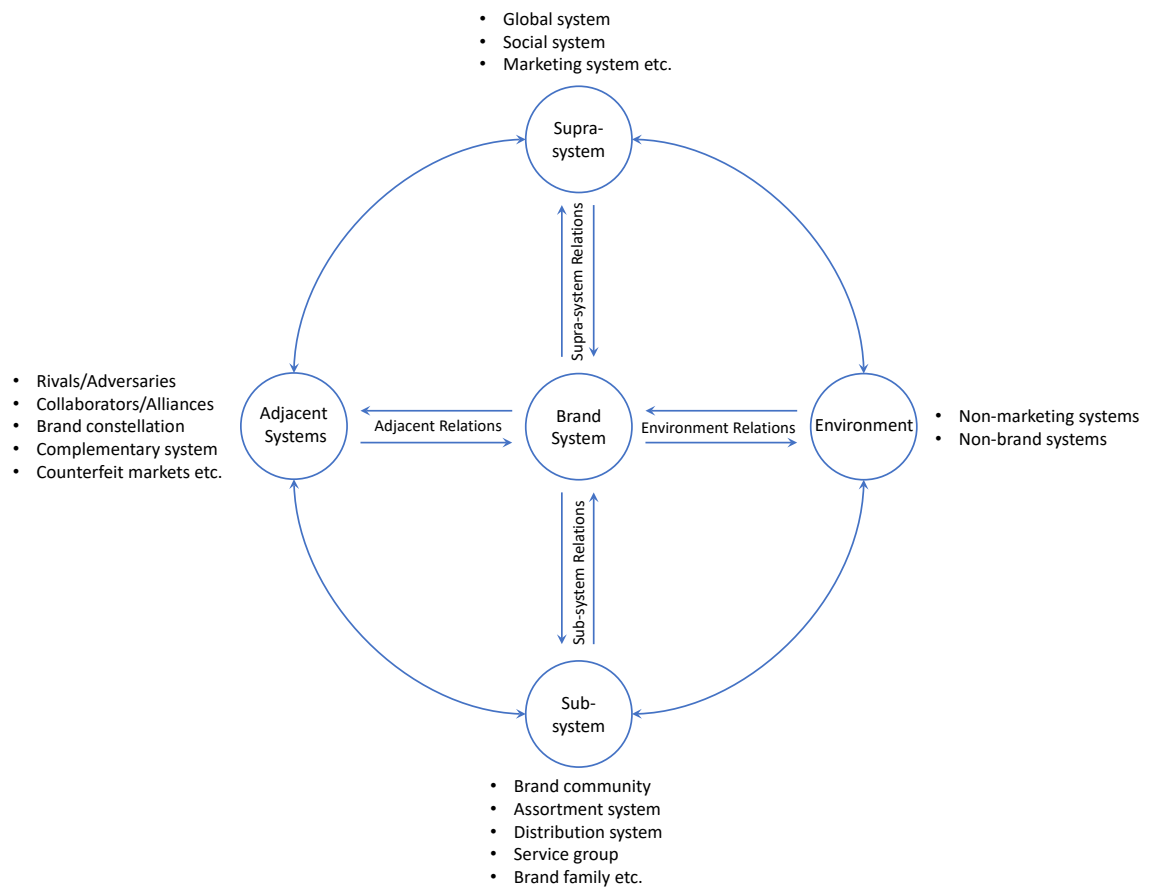 • Global system
• Social system
• Marketing system etc.
Supra-
system
Supra-system Relations
• Rivals/Adversaries
• Collaborators/Alliances
• Brand constellation
• Complementary system
• Counterfeit markets etc.
Adjacent
Systems
Adjacent Relations
Brand
System
Environment Relations
Environment
• Non-marketing systems
• Non-brand systems
Sub-system Relations
Sub-
system
• Brand community
• Assortment system
• Distribution system
• Service group
• Brand family etc.